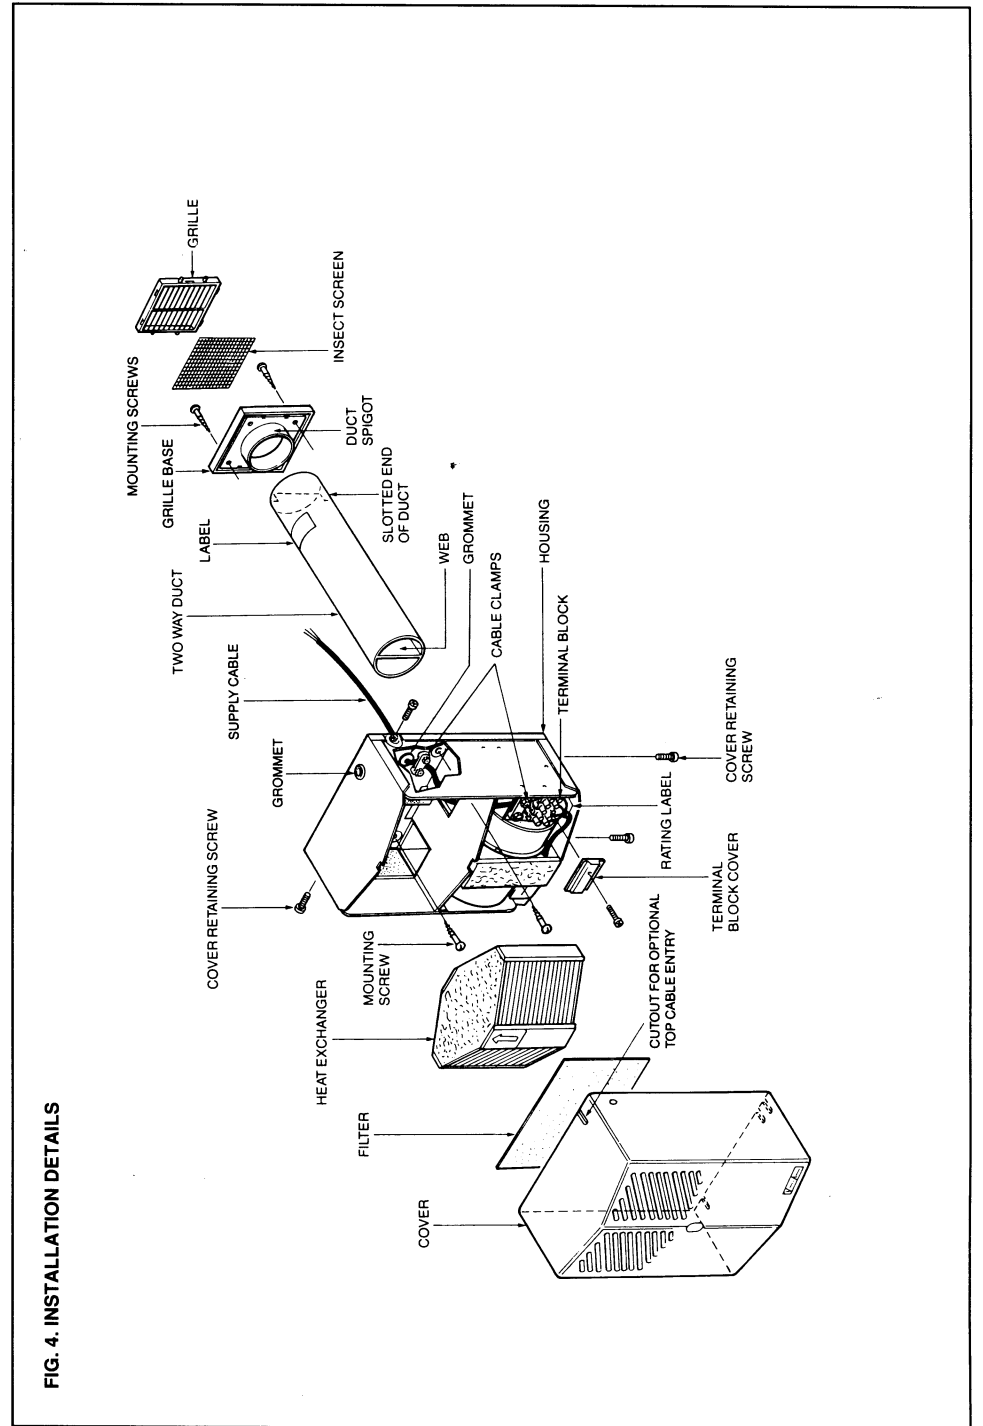 FIG. 4. INSTALLATION DETAILS
COVER
FILTER
HEAT EXCHANGER
MOUNTING
SCREW
COVER RETAINING SCREW
GROMMET
SUPPLY CABLE
TWO WAY DUCT
LABEL
GRILLE BASE
MOUNTING SCREWS
GRILLE
INSECT SCREEN
DUCT
SPIGOT
SLOTTED END
OF DUCT
WEB
GROMMET
CABLE CLAMPS
HOUSING
TERMINAL BLOCK
COVER RETAINING
SCREW
RATING LABEL
TERMINAL
BLOCK COVER
CUTOUT FOR OPTIONAL
TOP CABLE ENTRY